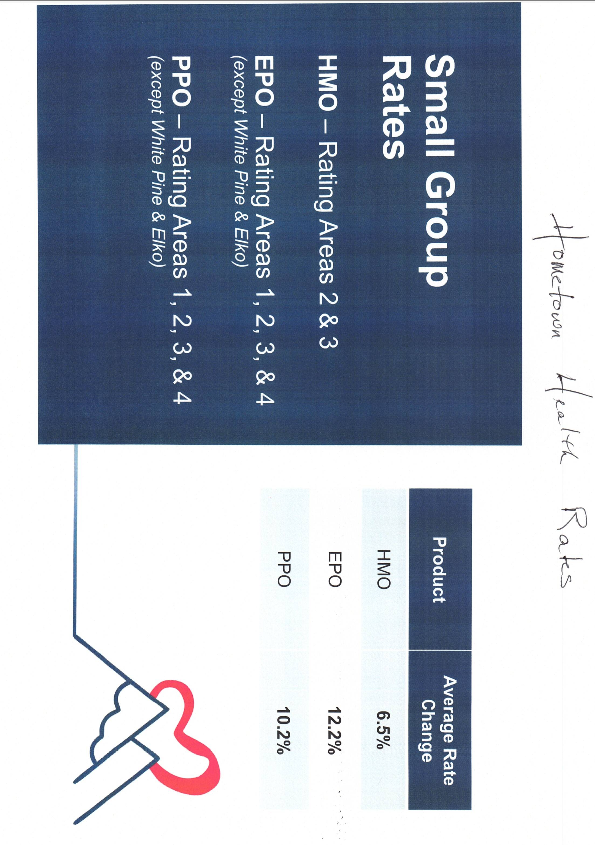 Hometown Health Rates
Small Group
Rates
HMO – Rating Areas 2 & 3
EPO – Rating Areas 1, 2, 3, & 4
(except White Pine & Elko)
PPO – Rating Areas 1, 2, 3, & 4
(except White Pine & Elko)
Product Average Rate Change
HMO 6.5%
EPO 12.2%
PPO 10.2%